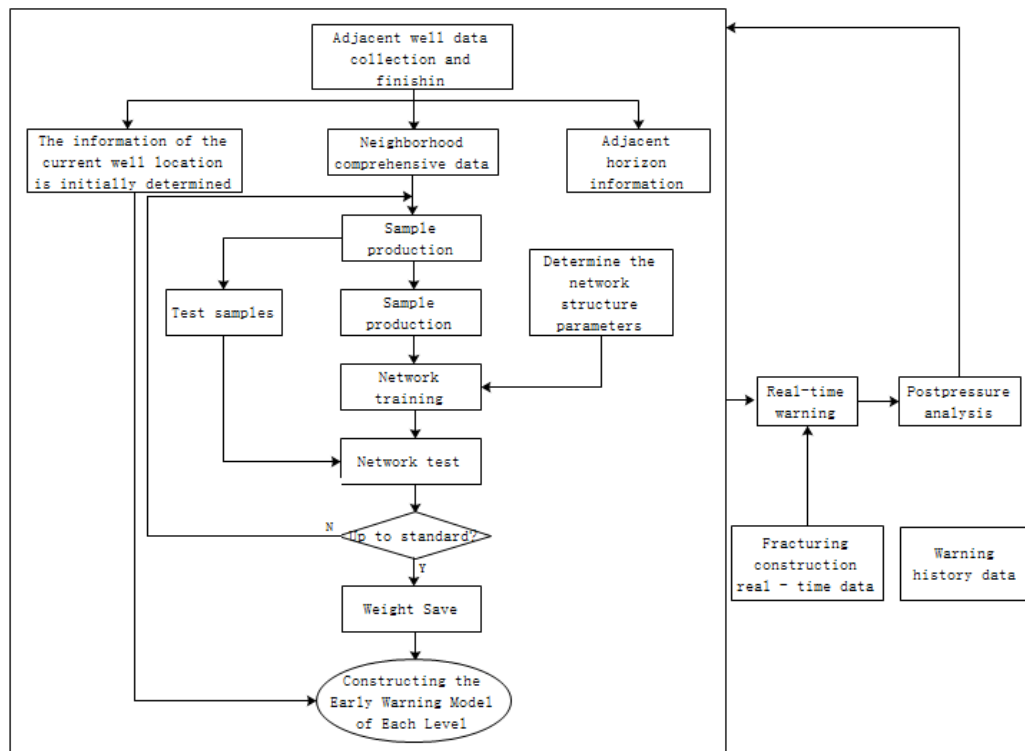 Adjacent well data
collection and
finishin
The information of the
current well location
is initially determined
Neighborhood
comprehensive data
Adjacent
horizon
information
Sample
production
Determine the
network
structure
parameters
Test samples
Sample
production
Network
training
Real-time
warning
Postpressure
analysis
Network test
N
Up to standard?
Y
Fracturing
construction
real - time data
Warning
history data
Weight Save
Constructing the
Early Warning Model
of Each Level